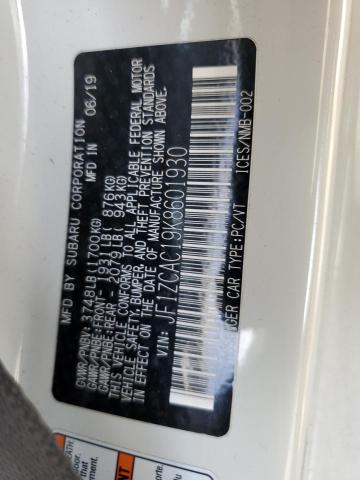 MFD BY SUBARU CORPORATION
MFD IN 06/19
GVWR/PNBV: 3748LB(1700KG)
GAWR/PNBE: FRONT- 1931LB( 876KG)
GAWR/PNBE: REAR - 2079LB( 943KG)
THIS VEHICLE CONFORMS TO ALL APPLICABLE FEDERAL MOTOR
VEHICLE SAFETY, BUMPER, AND THEFT PREVENTION STANDARDS
IN EFFECT ON THE DATE OF MANUFACTURE SHOWN ABOVE.
VIN: JF1ZCAC19K8601930
PASSENGER CAR TYPE:PC/VT ICES/NMB-002